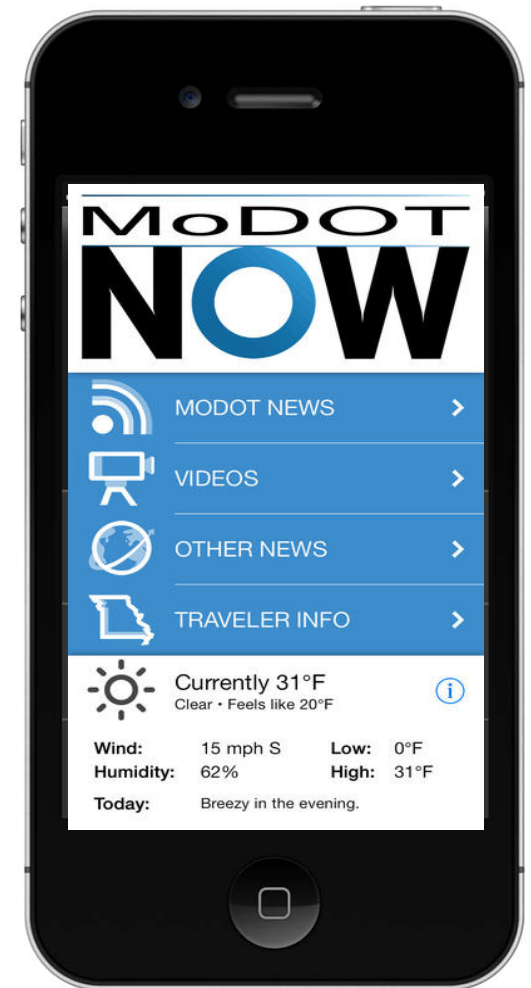 MoDOT
NOW
MODOT NEWS
VIDEOS
OTHER NEWS
TRAVELER INFO
Currently 31°F
Clear • Feels like 20°F
Wind: 15 mph S Low: 0°F
Humidity: 62% High: 31°F
Today: Breezy in the evening.